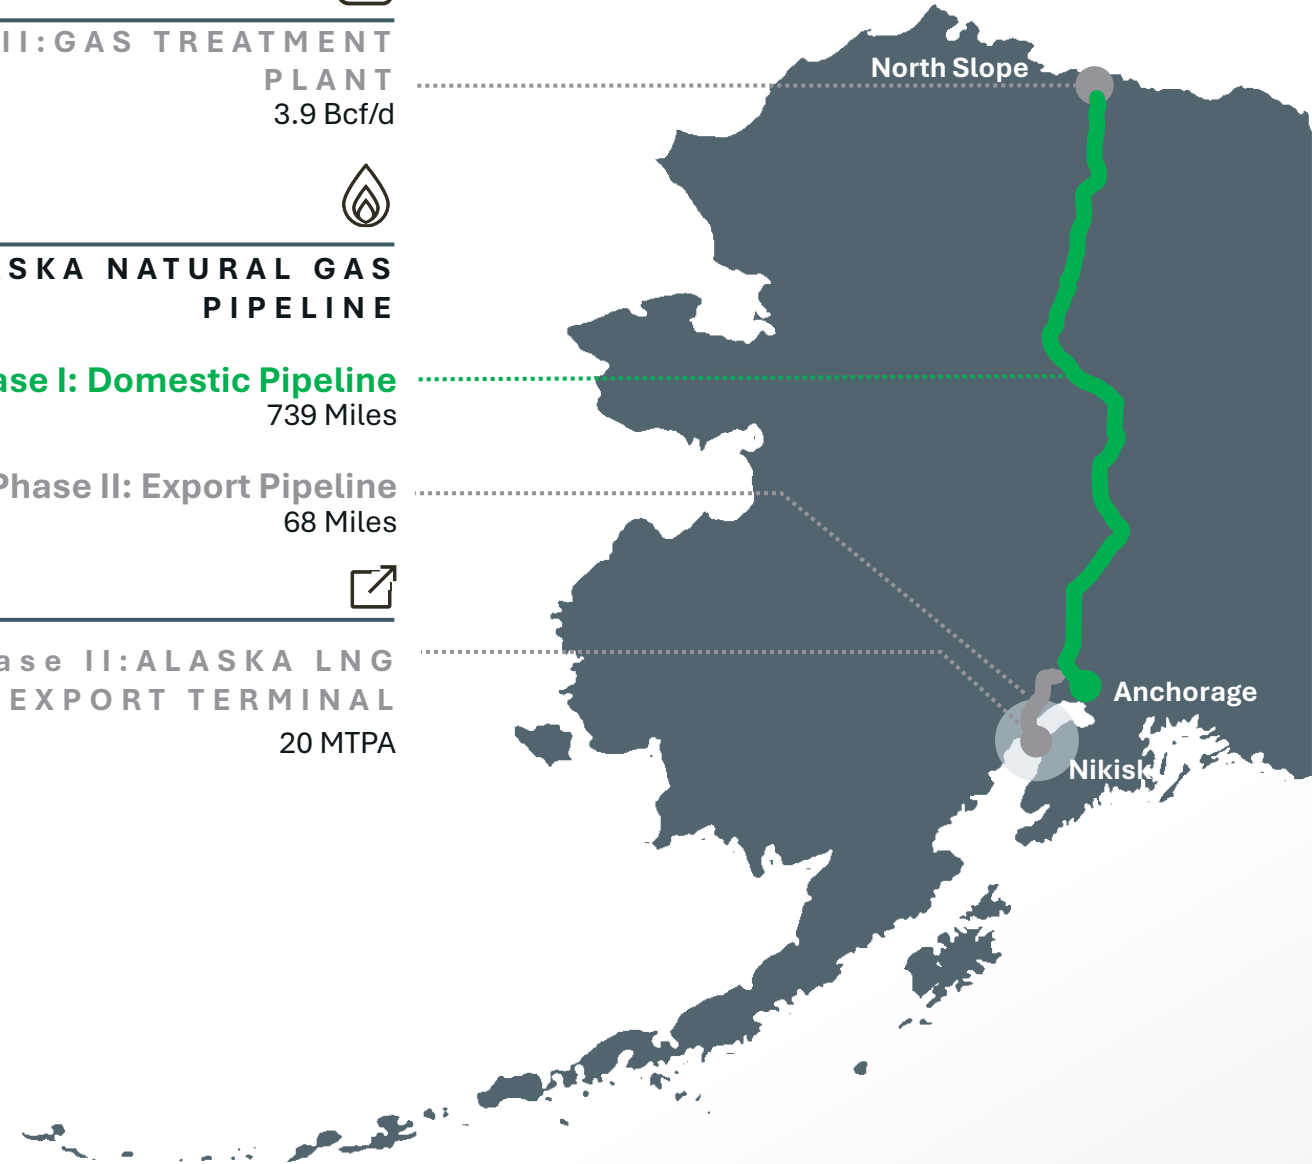 II:GAS TREATMENT
PLANT
3.9 Bcf/d
SKA NATURAL GAS
PIPELINE
ase I: Domestic Pipeline
739 Miles
Phase II: Export Pipeline
68 Miles
ase II:ALASKA LNG
EXPORT TERMINAL
20 MTPA
North Slope
Anchorage
Nikisk